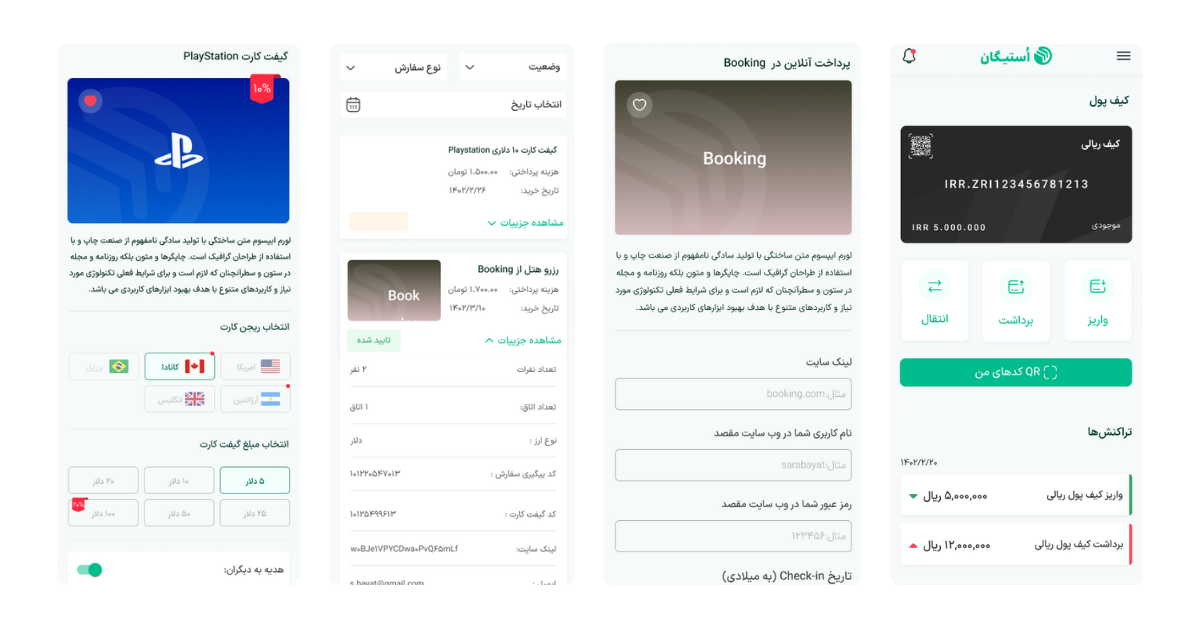 أستیگان
کیف پول
کیف ریالی
IRR.ZRI123456781213
موجودی
IRR 5.000.000
واریز
برداشت
انتقال
QR کدهای من
تراکنش‌ها
۱۴۰۲/۲/۲۰
واریز کیف پول ریالی
۵,۰۰۰,۰۰۰ ریال
برداشت کیف پول ریالی
۱۲,۰۰۰,۰۰۰ ریال
پرداخت آنلاین در Booking
Booking
لورم ایپسوم متن ساختگی با تولید سادگی نامفهوم از صنعت چاپ و با
استفاده از طراحان گرافیک است. چاپگرها و متون بلکه روزنامه و مجله
در ستون و سطرآنچنان که لازم است و برای شرایط فعلی تکنولوژی مورد
نیاز و کاربردهای متنوع با هدف بهبود ابزارهای کاربردی می باشد.
لینک سایت
مثال:booking.com
نام کاربری شما در وب سایت مقصد
مثال:sarabayat
رمز عبور شما در وب سایت مقصد
مثال:۱۲۳۴۵۶
تاریخ Check-in (به میلادی)
وضعیت
نوع سفارش
انتخاب تاریخ
گیفت کارت ۱۰ دلاری Playstation
هزینه پرداختی: ۱.۵۰۰.۰۰ تومان
تاریخ خرید: ۱۴۰۲/۲/۲۶
مشاهده جزییات
رزرو هتل از Booking
Book
هزینه پرداختی: ۱.۷۰۰.۰۰ تومان
تاریخ خرید: ۱۴۰۲/۳/۱۰
مشاهده جزییات
تایید شده
تعداد نفرات
۲ نفر
تعداد اتاق:
۱ اتاق
نوع ارز :
دلار
کد پیگیری سفارش :
۱۰۱۲۲۰۵۴۷۰۱۳
کد گیفت کارت :
۱۰۱۲۵۴۹۹۶۱۳
لینک سایت:
ایمیل :
s.bayat@gmail.com
گیفت کارت PlayStation
۱۰%
لورم ایپسوم متن ساختگی با تولید سادگی نامفهوم از صنعت چاپ و با
استفاده از طراحان گرافیک است. چاپگرها و متون بلکه روزنامه و مجله
در ستون و سطرآنچنان که لازم است و برای شرایط فعلی تکنولوژی مورد
نیاز و کاربردهای متنوع با هدف بهبود ابزارهای کاربردی می باشد.
انتخاب ریجن کارت
امریکا
کانادا
برزیل
آرژانتین
انگلیس
انتخاب مبلغ گیفت کارت
۵ دلار
۱۰ دلار
۲۰ دلار
۲۵ دلار
۵۰ دلار
۱۰۰ دلار
۲۰%
هدیه به دیگران: